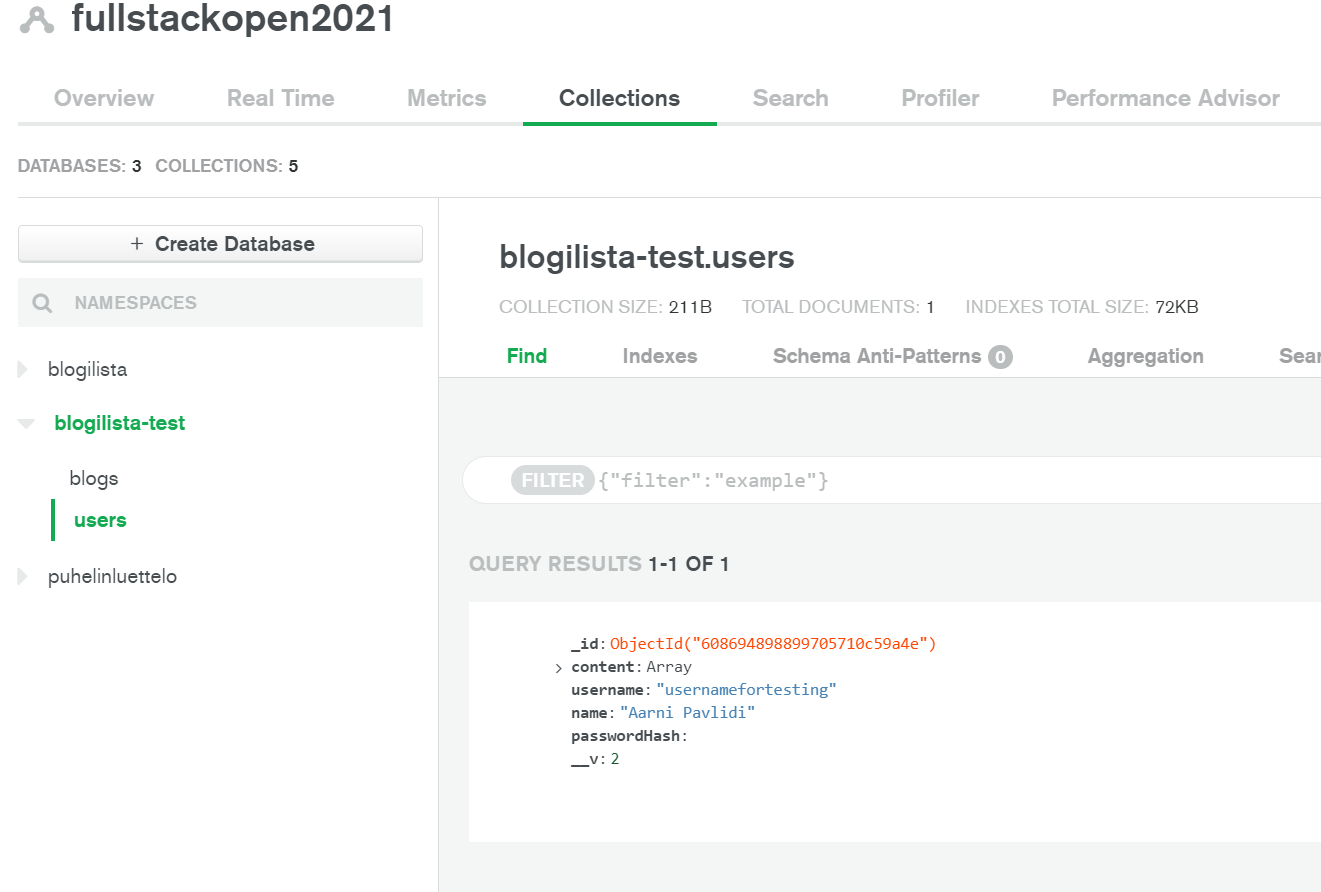 fullstackopen2021
Overview Real Time Metrics Collections Search Profiler Performance Advisor
DATABASES: 3 COLLECTIONS: 5
+ Create Database
NAMESPACES
blogilista
blogilista-test
blogs
users
puhelinluettelo
blogilista-test.users
COLLECTION SIZE: 211B TOTAL DOCUMENTS: 1 INDEXES TOTAL SIZE: 72KB
Find Indexes Schema Anti-Patterns 0 Aggregation Sear
FILTER {"filter":"example"}
QUERY RESULTS 1-1 OF 1
_id: ObjectId("608694898899705710c59a4e")
> content: Array
username: "usernamefortesting"
name: "Aarni Pavlidi"
passwordHash:
__v: 2